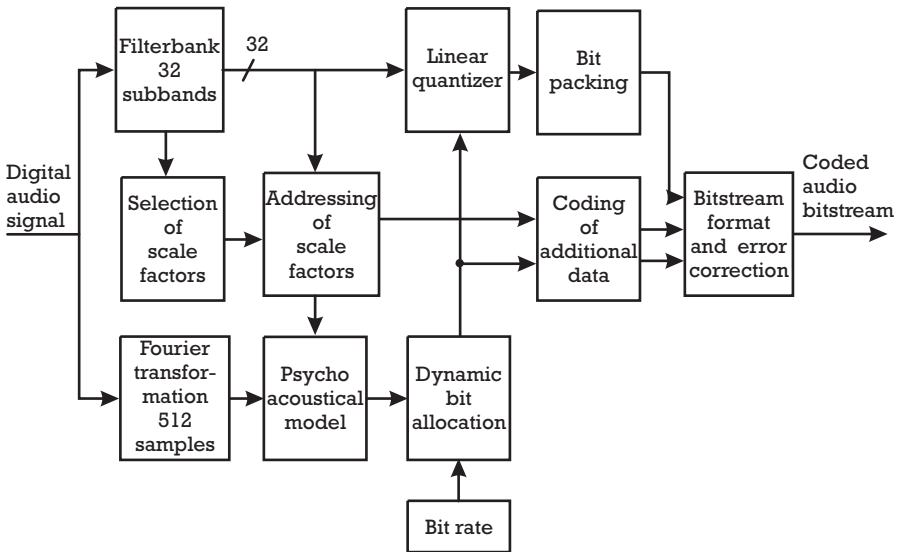 Filterbank
32
subbands
32
Linear
quantizer
Bit
packing
Digital
audio
signal
Selection
of
scale
factors
Addressing
of
scale
factors
Coding
of
additional
data
Bitstream
format
and error
correction
Coded
audio
bitstream
Fourier
transfor-
mation
512
samples
Psycho
acoustical
model
Dynamic
bit
allocation
Bit rate